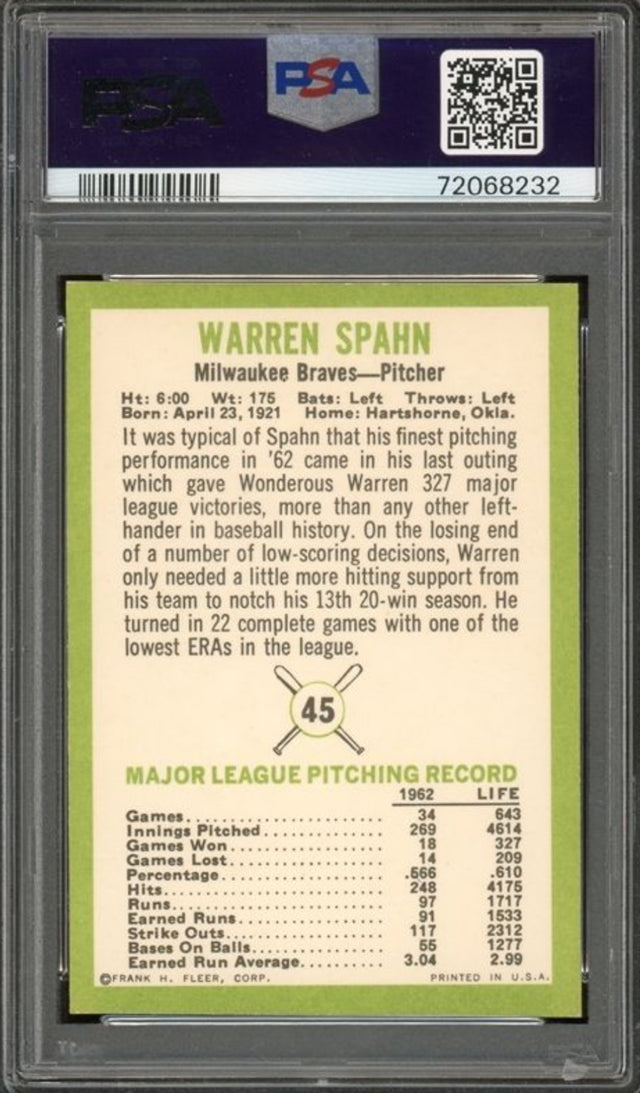 PSA PSA
72068232
WARREN SPAHN
Milwaukee Braves—Pitcher
Ht: 6:00 Wt: 175 Bats: Left Throws: Left
Born: April 23, 1921 Home: Hartshorne, Okla.
It was typical of Spahn that his finest pitching
performance in '62 came in his last outing
which gave Wonderous Warren 327 major
league victories, more than any other left-
hander in baseball history. On the losing end
of a number of low-scoring decisions, Warren
only needed a little more hitting support from
his team to notch his 13th 20-win season. He
turned in 22 complete games with one of the
lowest ERAs in the league.
45
MAJOR LEAGUE PITCHING RECORD
1962 LIFE
Games.......................... 34 643
Innings Pitched................ 269 4614
Games Won..................... 18 327
Games Lost..................... 14 209
Percentage...................... .566 .610
Hits............................. 248 4175
Runs............................ 97 1717
Earned Runs.................... 91 1533
Strike Outs..................... 117 2312
Bases On Balls................. 55 1277
Earned Run Average.......... 3.04 2.99
©FRANK H. FLEER, CORP. PRINTED IN U.S.A.